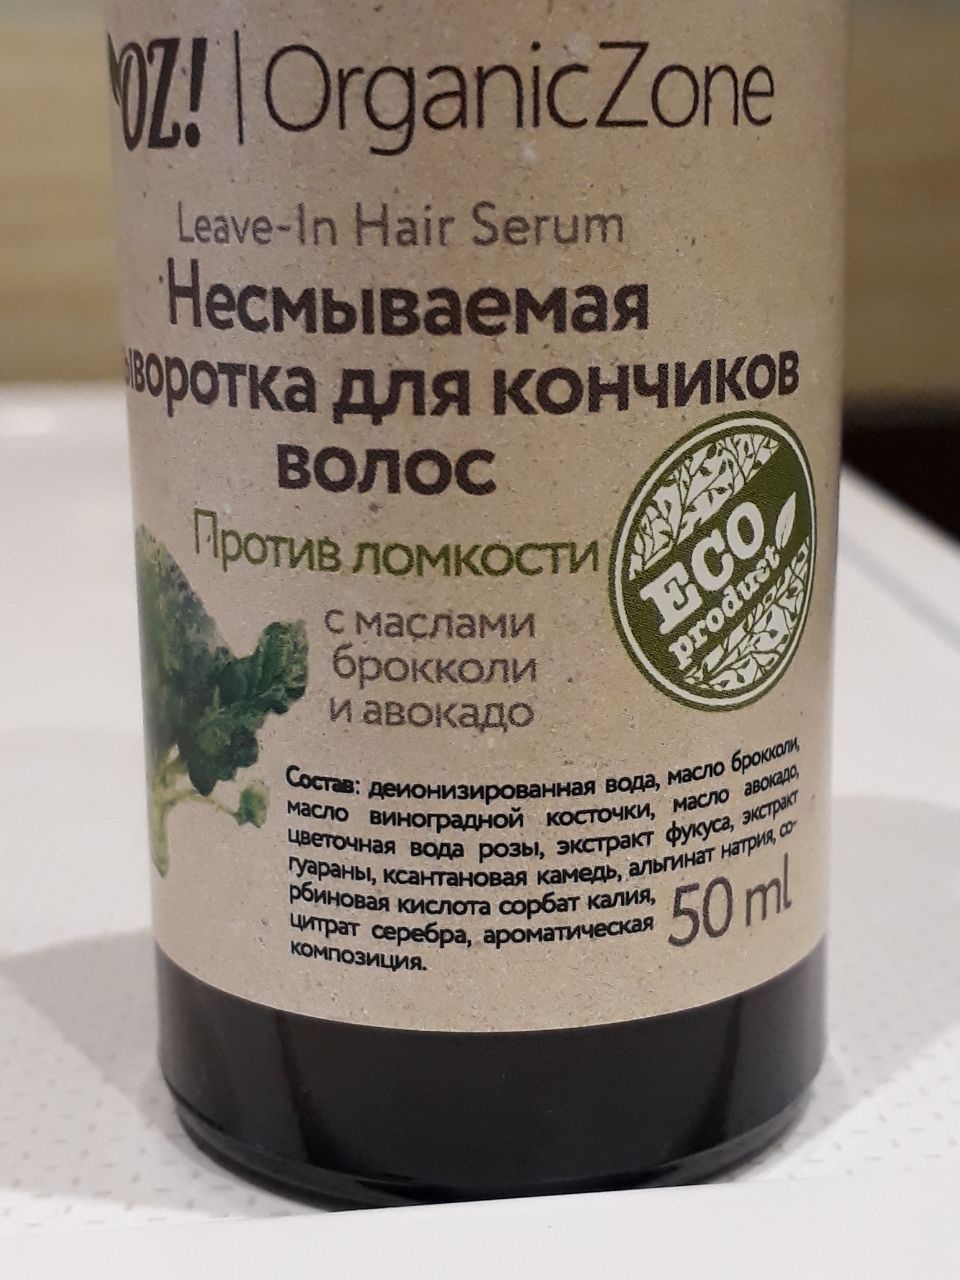 OZ! | OrganicZone
Leave-In Hair Serum
Несмываемая
ыворотка для кончиков
волос
Против ломкости
с маслами
брокколи
и авокадо
ECO
product
Состав: деионизированная вода, масло брокколи,
масло виноградной косточки, масло авокадо,
цветочная вода розы, экстракт фукуса, экстракт
гуараны, ксантановая камедь, альгинат натрия, со-
рбиновая кислота сорбат калия,
цитрат серебра, ароматическая
композиция.
50 ml